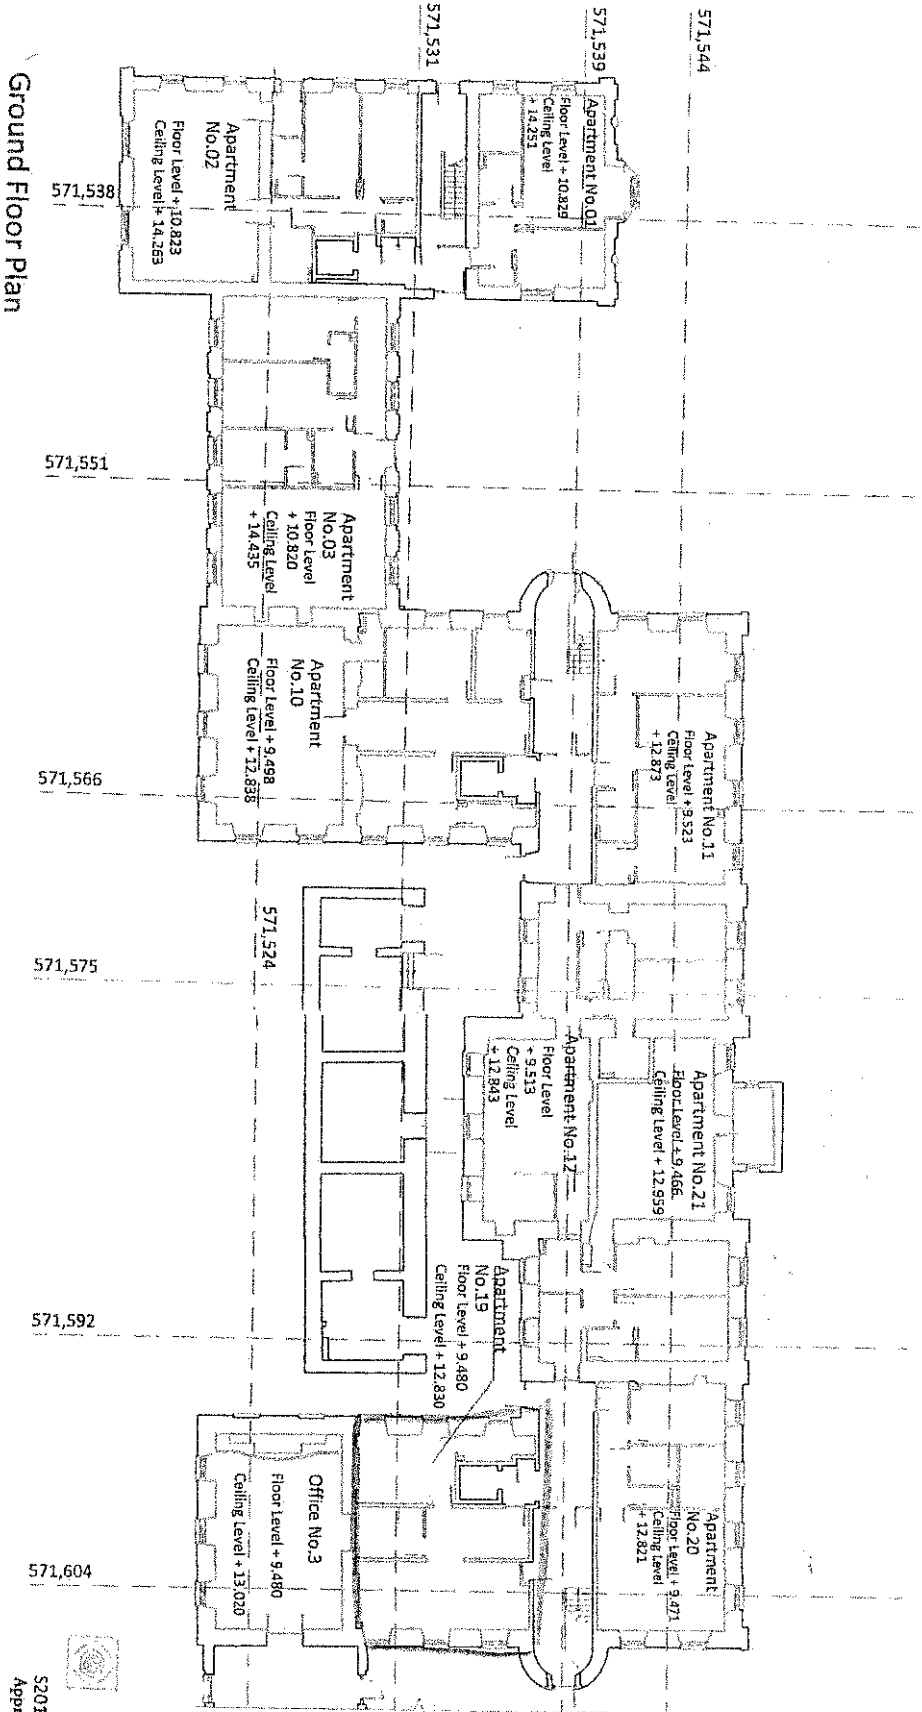 Ground Floor Plan
571,531
571,539
571,544
571,538
571,551
571,566
571,575
571,524
571,592
571,604
Apartment No.01
Floor Level + 10.829
Ceiling Level
+ 14.251
Apartment
No.02
Floor Level + 10.823
Ceiling Level + 14.263
Apartment
No.03
Floor Level
+ 10.820
Ceiling Level
+ 14.435
Apartment
No.10
Floor Level + 9.498
Ceiling Level + 12.838
Apartment No.11
Floor Level + 9.523
Ceiling Level
+ 12.873
Apartment No.12
Floor Level
+ 9.513
Ceiling Level
+ 12.843
Apartment No.21
Floor Level + 9.466
Ceiling Level + 12.959
Apartment
No.19
Floor Level + 9.480
Ceiling Level + 12.830
Apartment
No.20
Floor Level + 9.471
Ceiling Level
+ 12.821
Office No.3
Floor Level + 9.480
Ceiling Level + 13.020
S201
Appr